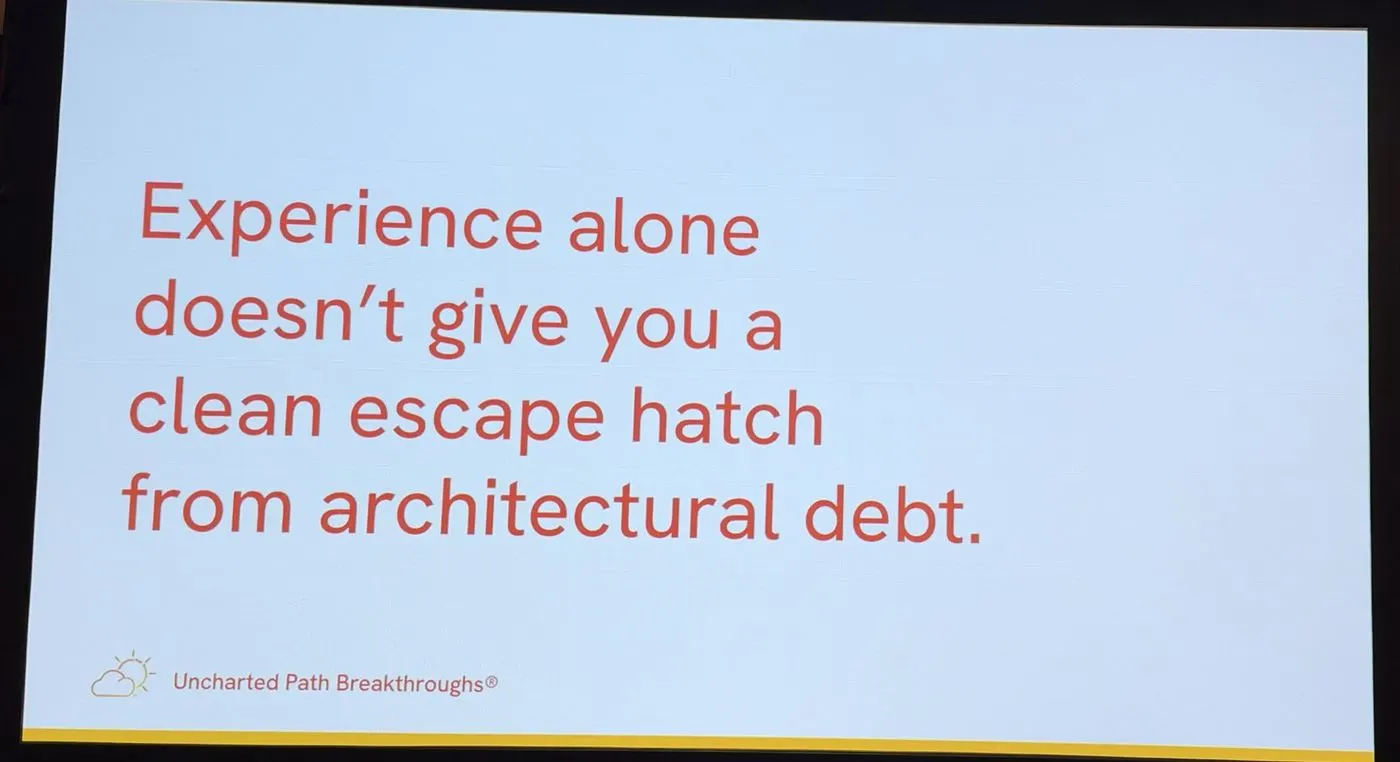 Experience alone
doesn’t give you a
clean escape hatch
from architectural debt.
Uncharted Path Breakthroughs®